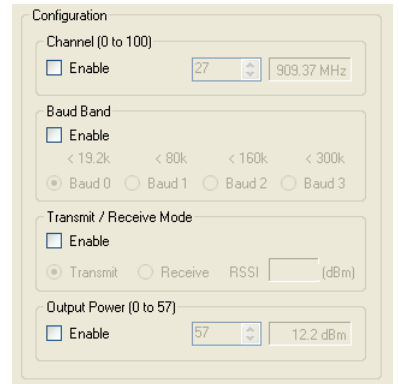 Configuration
Channel (0 to 100)
Enable 27 909.37 MHz
Baud Band
Enable
< 19.2k < 80k < 160k < 300k
Baud 0 Baud 1 Baud 2 Baud 3
Transmit / Receive Mode
Enable
Transmit Receive RSSI (dBm)
Output Power (0 to 57)
Enable 57 12.2 dBm